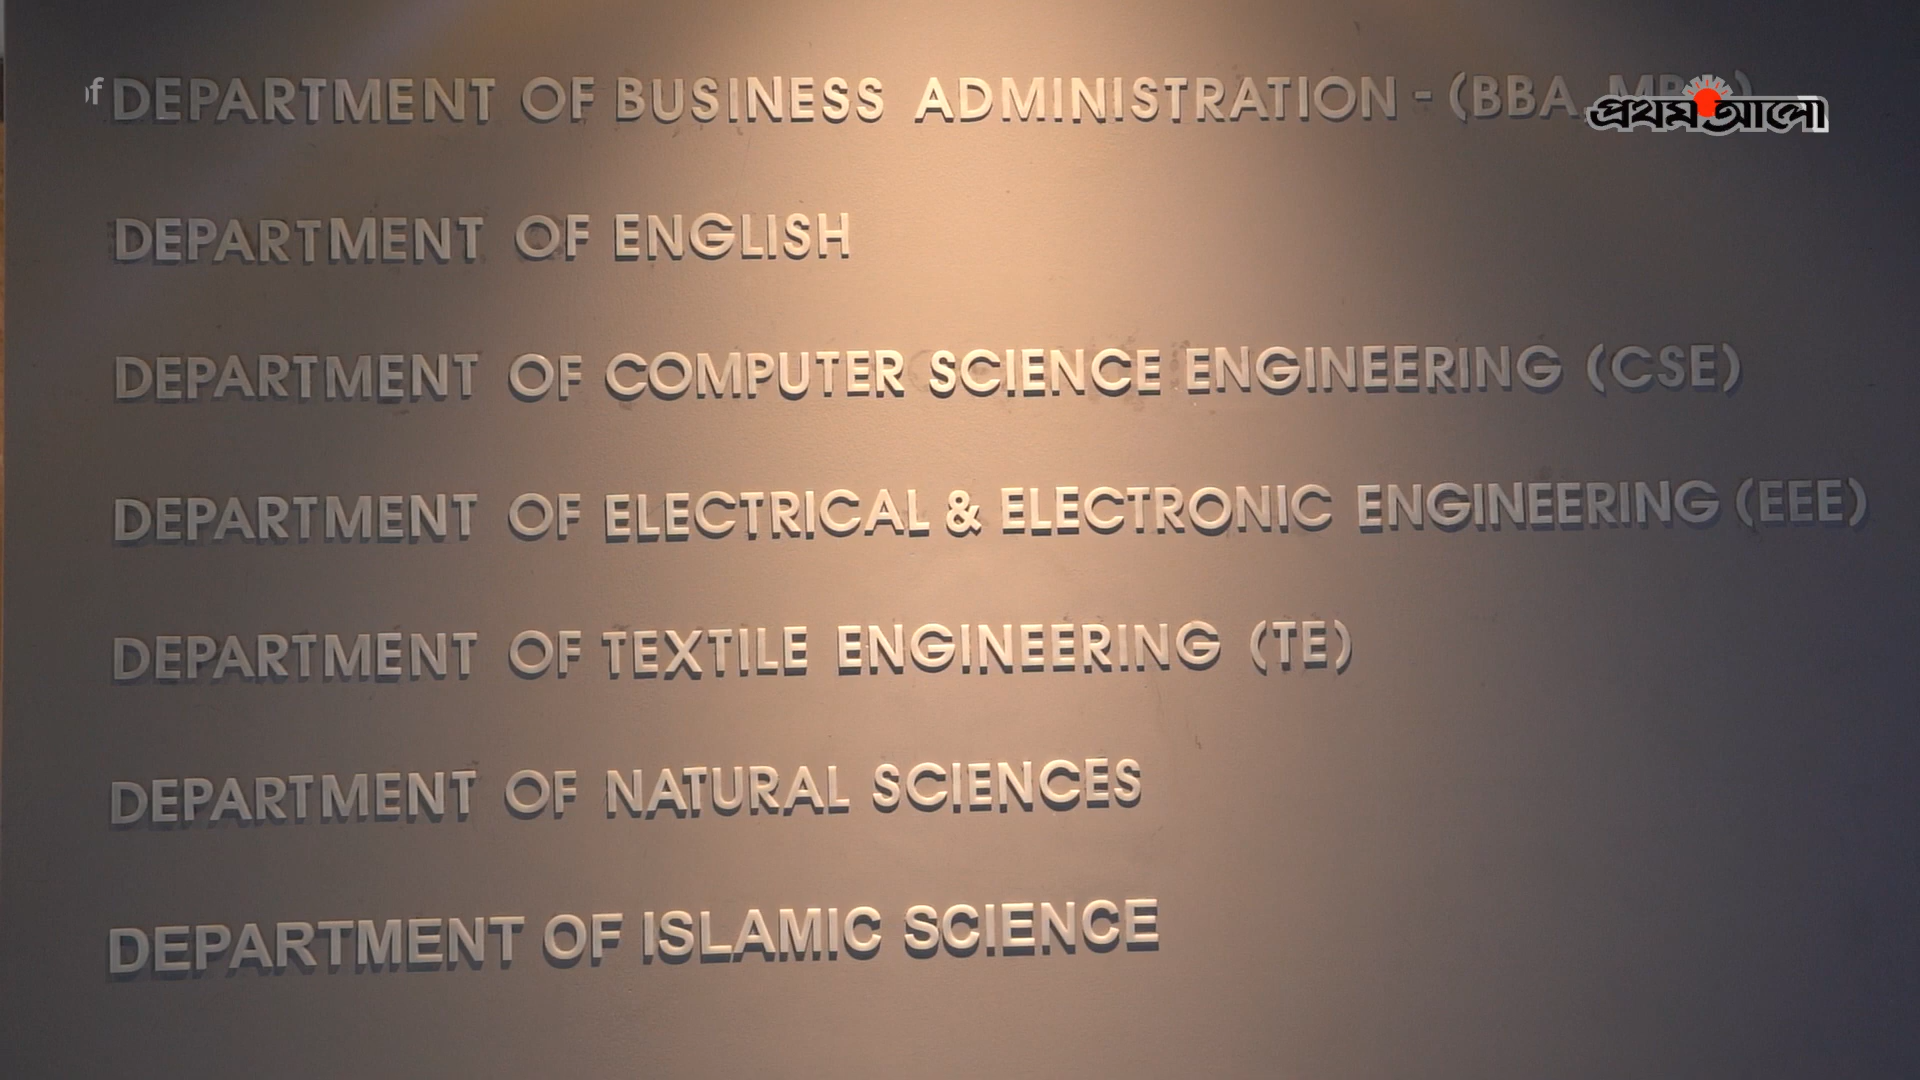 of
DEPARTMENT OF BUSINESS ADMINISTRATION - (BBA,
প্রথম আলো
DEPARTMENT OF ENGLISH
DEPARTMENT OF COMPUTER SCIENCE ENGINEERING (CSE)
DEPARTMENT OF ELECTRICAL & ELECTRONIC ENGINEERING (EEE)
DEPARTMENT OF TEXTILE ENGINEERING (TE)
DEPARTMENT OF NATURAL SCIENCES
DEPARTMENT OF ISLAMIC SCIENCE